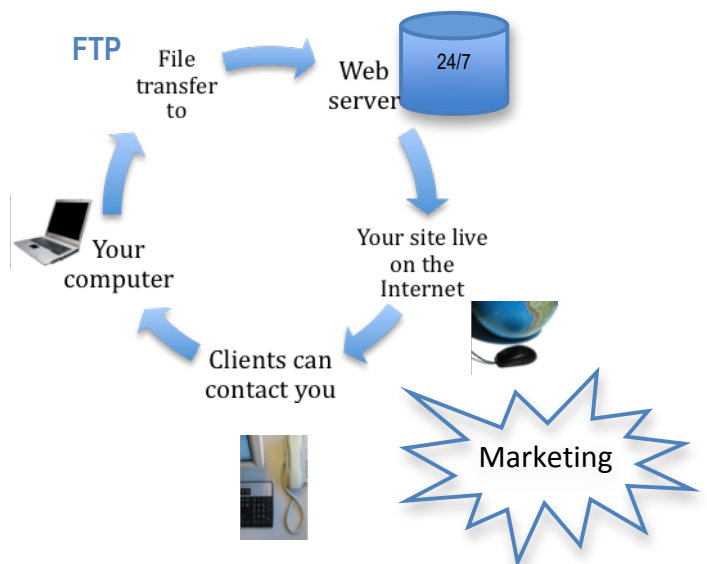 FTP
File
transfer
to
Web
server
24/7
Your site live
on the
Internet
Clients can
contact you
Your
computer
Marketing